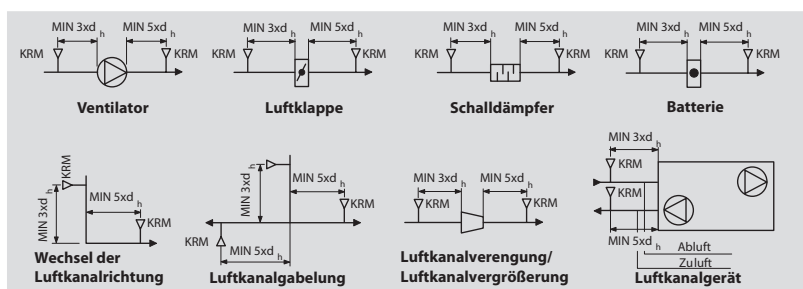 MIN 3xd h MIN 5xd h
KRM KRM
Ventilator
MIN 3xd h MIN 5xd h
KRM KRM
Luftklappe
MIN 3xd h MIN 5xd h
KRM KRM
Schalldämpfer
MIN 3xd h MIN 5xd h
KRM KRM
Batterie
KRM
MIN 3xd h
MIN 5xd h
KRM
Wechsel der
Luftkanalrichtung
KRM
MIN 3xd h
MIN 5xd h
KRM
KRM
MIN 5xd h
Luftkanalgabelung
MIN 3xd h MIN 5xd h
KRM KRM
Luftkanalverengung/
Luftkanalvergrößerung
MIN 3xd h
KRM
KRM
MIN 5xd h
Abluft
Zuluft
Luftkanalgerät